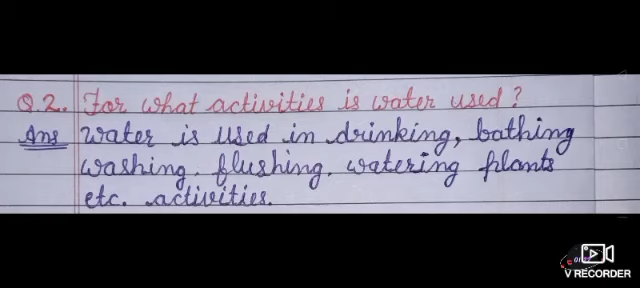 Q.2. For what activities is water used?
Ans water is used in drinking, bathing
washing, flushing, watering plants
etc. activities.
V RECORDER